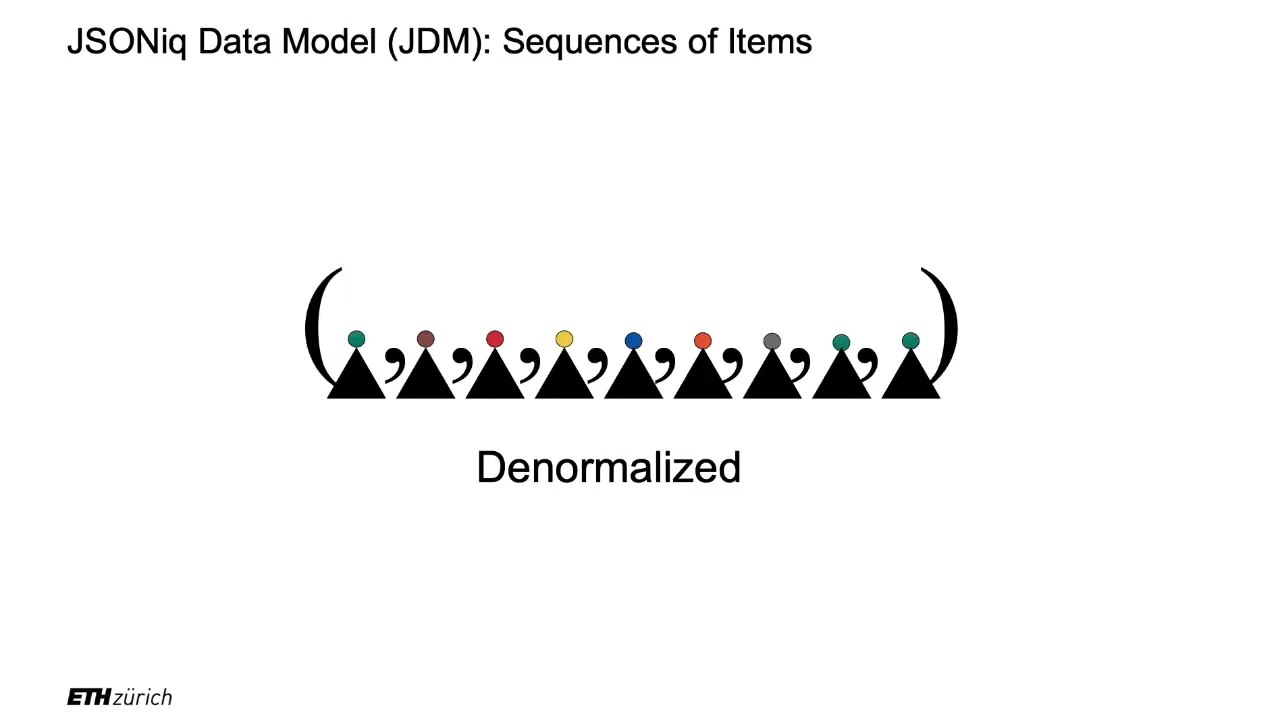 JSONiq Data Model (JDM): Sequences of Items
( , , , , , , , , )
Denormalized
ETH zürich